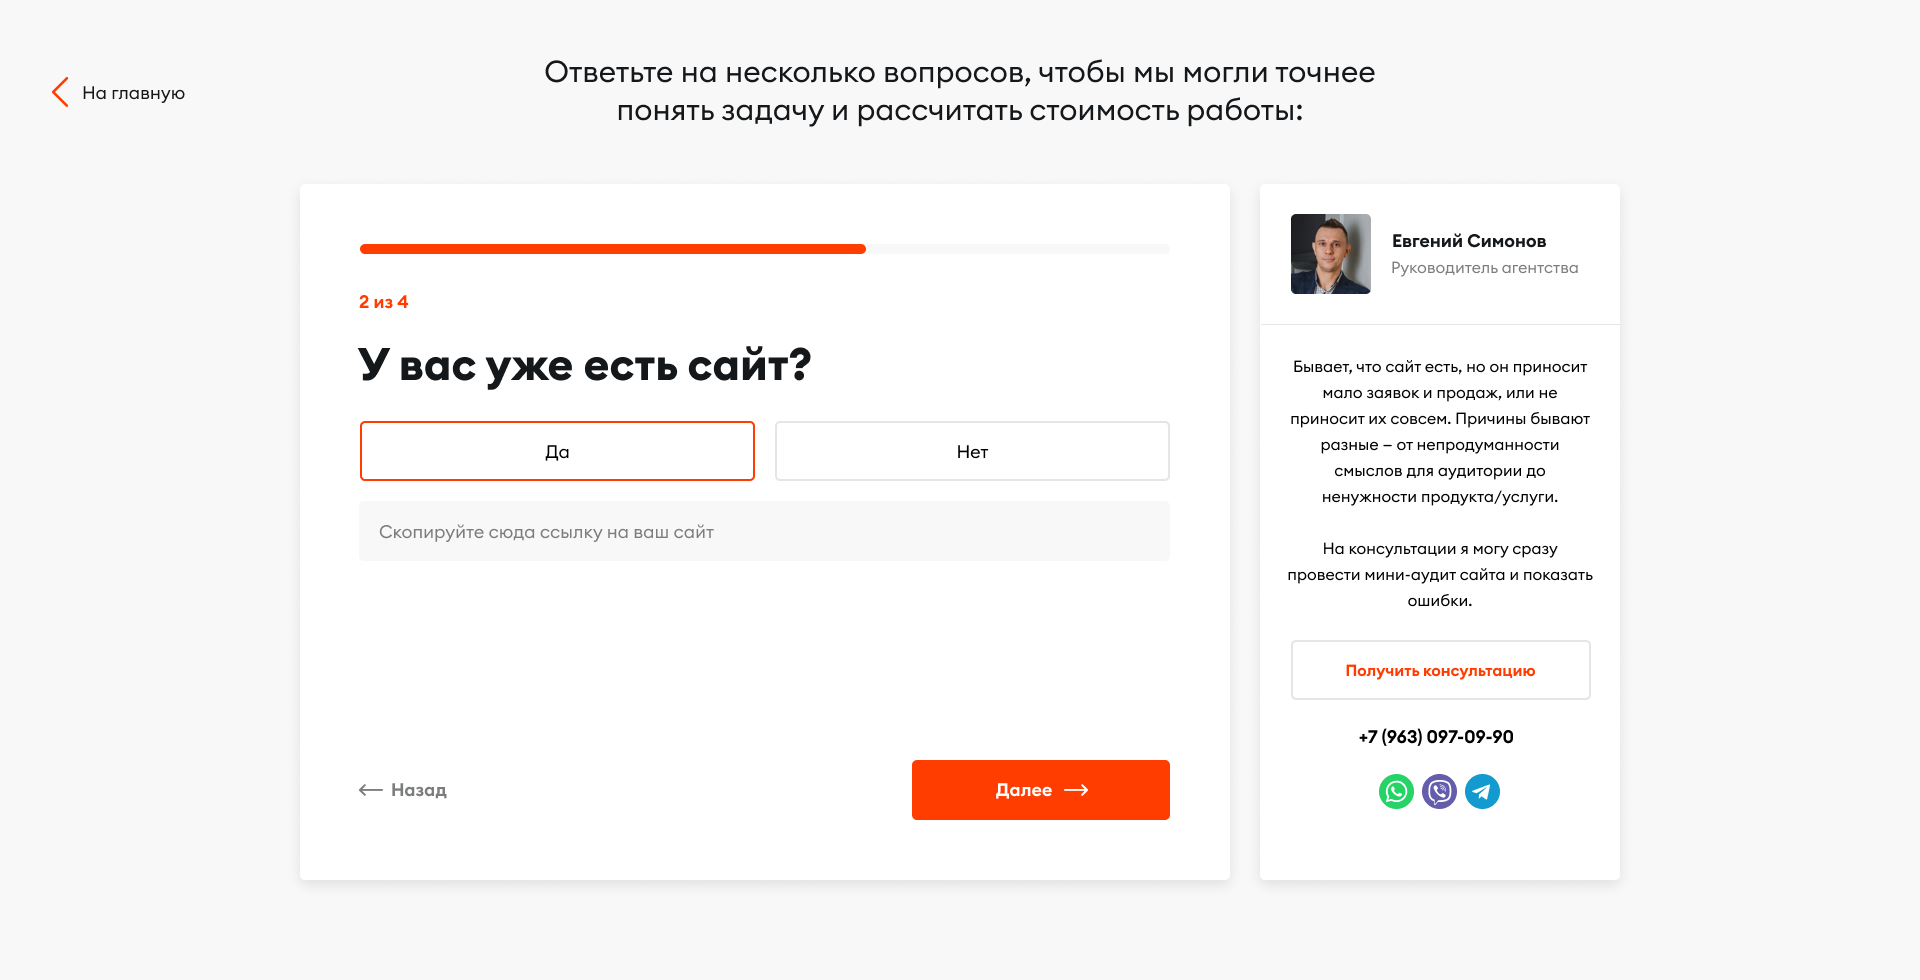 На главную
Ответьте на несколько вопросов, чтобы мы могли точнее
понять задачу и рассчитать стоимость работы:
2 из 4
У вас уже есть сайт?
Да
Нет
Скопируйте сюда ссылку на ваш сайт
Назад
Далее
Евгений Симонов
Руководитель агентства
Бывает, что сайт есть, но он приносит
мало заявок и продаж, или не
приносит их совсем. Причины бывают
разные – от непродуманности
смыслов для аудитории до
ненужности продукта/услуги.
На консультации я могу сразу
провести мини-аудит сайта и показать
ошибки.
Получить консультацию
+7 (963) 097-09-90